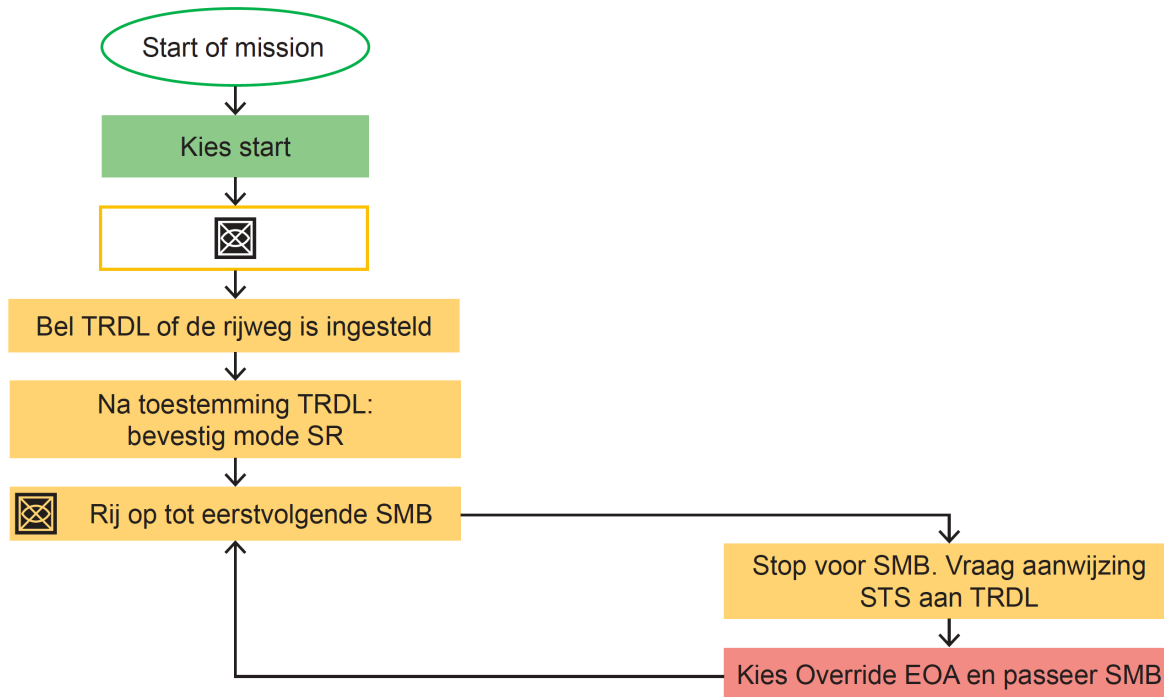 Start of mission
Kies start
Bel TRDL of de rijweg is ingesteld
Na toestemming TRDL:
bevestig mode SR
Rij op tot eerstvolgende SMB
Stop voor SMB. Vraag aanwijzing
STS aan TRDL
Kies Override EOA en passeer SMB